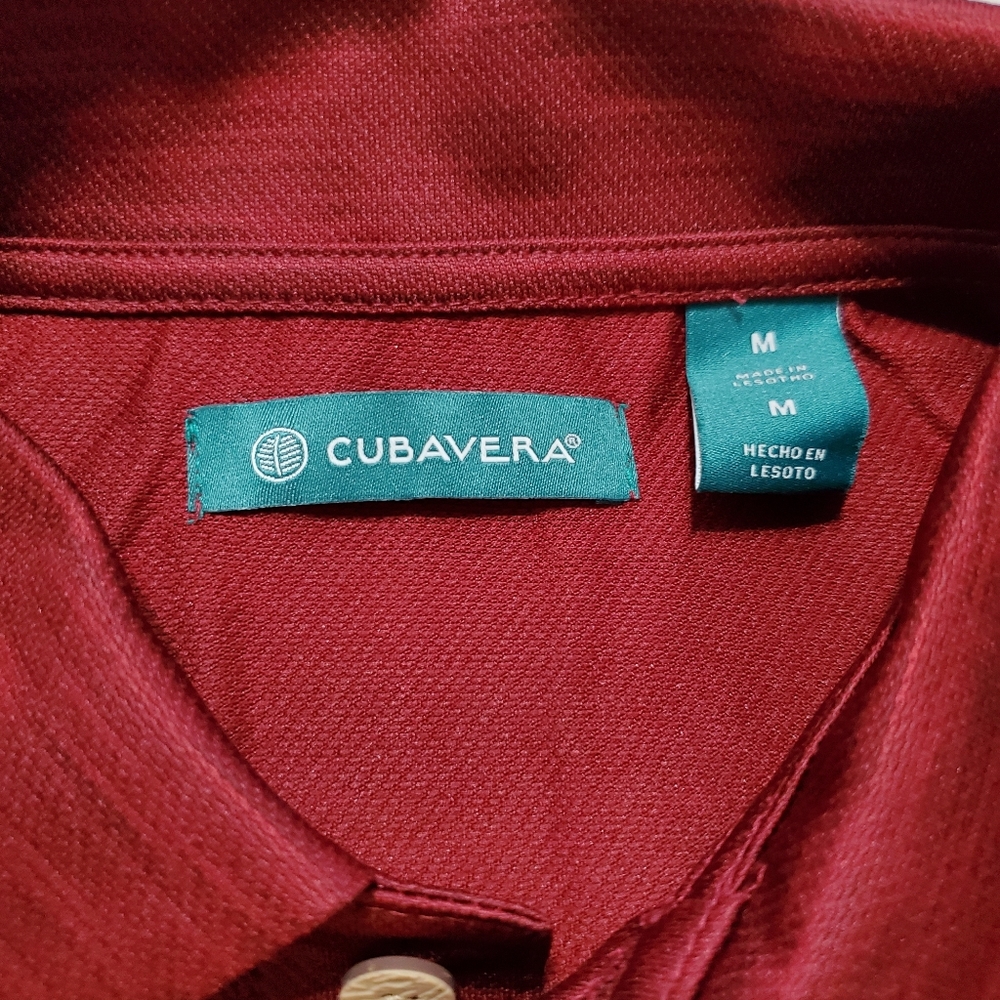 CUBAVERA®
M
MADE IN
LESOTHO
M
HECHO EN
LESOTO